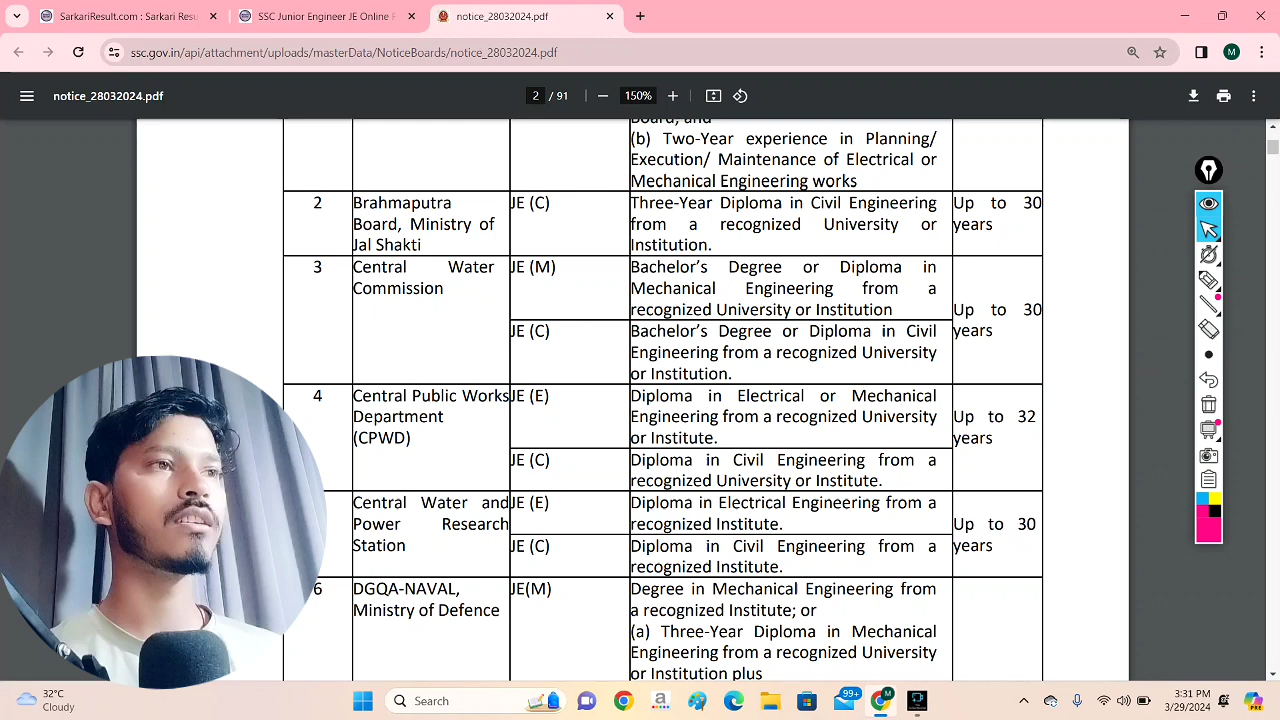 SarkariResult.com : Sarkari Resu
SSC Junior Engineer JE Online F
notice_28032024.pdf
ssc.gov.in/api/attachment/uploads/masterData/NoticeBoards/notice_28032024.pdf
M
notice_28032024.pdf
2 / 91
150%
Board; and
(b) Two-Year experience in Planning/
Execution/ Maintenance of Electrical or
Mechanical Engineering works
2
Brahmaputra
Board, Ministry of
Jal Shakti
JE (C)
Three-Year Diploma in Civil Engineering
from a recognized University or
Institution.
Up to 30
years
3
Central Water
Commission
JE (M)
Bachelor's Degree or Diploma in
Mechanical Engineering from a
recognized University or Institution
JE (C)
Bachelor's Degree or Diploma in Civil
Engineering from a recognized University
or Institution.
Up to 30
years
4
Central Public Works
Department
(CPWD)
JE (E)
Diploma in Electrical or Mechanical
Engineering from a recognized University
or Institute.
JE (C)
Diploma in Civil Engineering from a
recognized University or Institute.
Up to 32
years
Central Water and
Power Research
Station
JE (E)
Diploma in Electrical Engineering from a
recognized Institute.
JE (C)
Diploma in Civil Engineering from a
recognized Institute.
Up to 30
years
6
DGQA-NAVAL,
Ministry of Defence
JE(M)
Degree in Mechanical Engineering from
a recognized Institute; or
(a) Three-Year Diploma in Mechanical
Engineering from a recognized University
or Institution plus
32°C
Cloudy
Search
99+
M
3:31 PM
3/29/2024